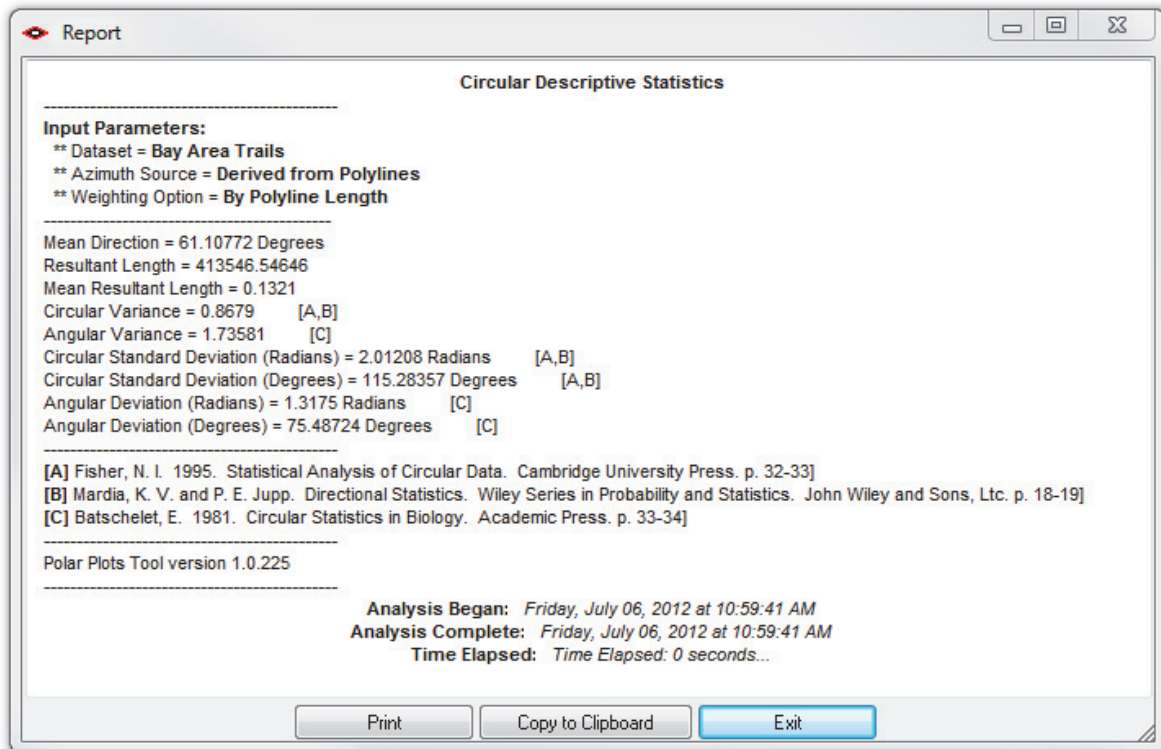 Report
Circular Descriptive Statistics
---------------------------------------------
Input Parameters:
** Dataset = Bay Area Trails
** Azimuth Source = Derived from Polylines
** Weighting Option = By Polyline Length
--------------------------------------------
Mean Direction = 61.10772 Degrees
Resultant Length = 413546.54646
Mean Resultant Length = 0.1321
Circular Variance = 0.8679 [A,B]
Angular Variance = 1.73581 [C]
Circular Standard Deviation (Radians) = 2.01208 Radians [A,B]
Circular Standard Deviation (Degrees) = 115.28357 Degrees [A,B]
Angular Deviation (Radians) = 1.3175 Radians [C]
Angular Deviation (Degrees) = 75.48724 Degrees [C]
---------------------------------------------
[A] Fisher, N. I. 1995. Statistical Analysis of Circular Data. Cambridge University Press. p. 32-33]
[B] Mardia, K. V. and P. E. Jupp. Directional Statistics. Wiley Series in Probability and Statistics. John Wiley and Sons, Ltc. p. 18-19]
[C] Batschelet, E. 1981. Circular Statistics in Biology. Academic Press. p. 33-34]
---------------------------------------------
Polar Plots Tool version 1.0.225
---------------------------------------------
Analysis Began: Friday, July 06, 2012 at 10:59:41 AM
Analysis Complete: Friday, July 06, 2012 at 10:59:41 AM
Time Elapsed: Time Elapsed: 0 seconds...
Print Copy to Clipboard Exit